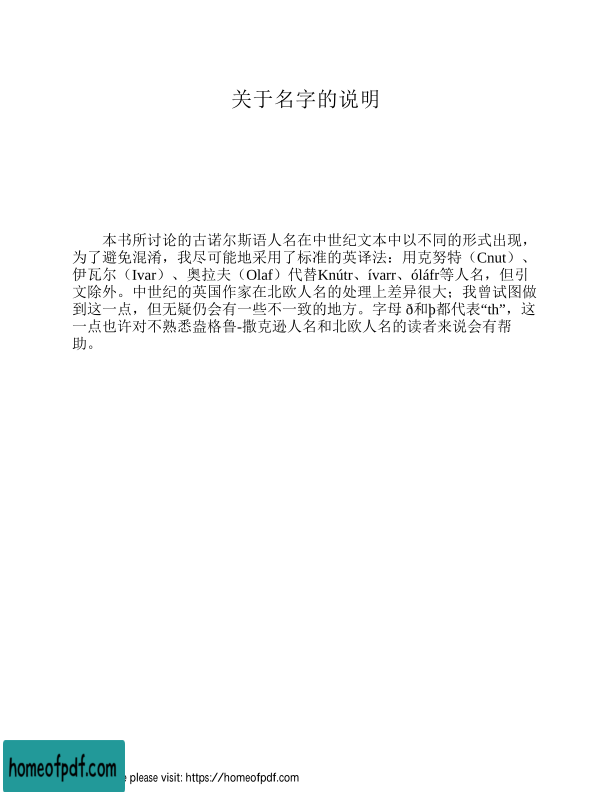 关于名字的说明
本书所讨论的古诺尔斯语人名在中世纪文本中以不同的形式出现，
为了避免混淆，我尽可能地采用了标准的英译法：用克努特（Cnut）、
伊瓦尔（Ivar）、奥拉夫（Olaf）代替Knútr、ívarr、óláfr等人名，但引
文除外。中世纪的英国作家在北欧人名的处理上差异很大；我曾试图做
到这一点，但无疑仍会有一些不一致的地方。字母 ð和þ都代表“th”，这
一点也许对不熟悉盎格鲁-撒克逊人名和北欧人名的读者来说会有帮
助。
homeofpdf.com
e please visit: https://homeofpdf.com